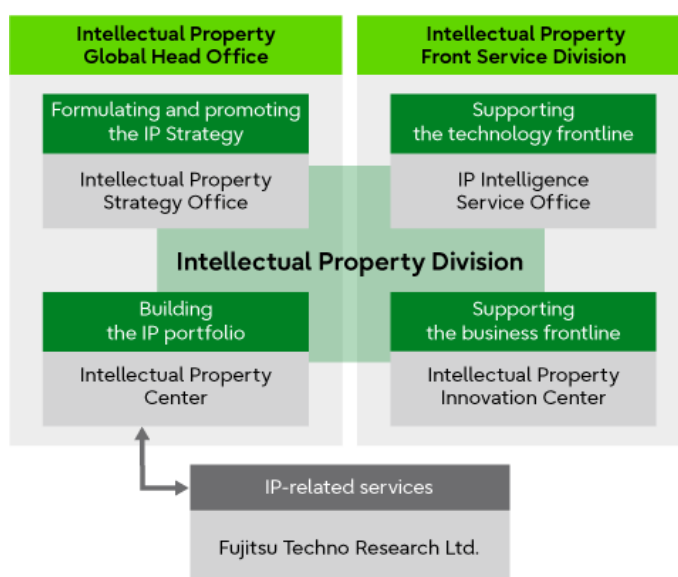 Intellectual Property
Global Head Office
Intellectual Property
Front Service Division
Formulating and promoting
the IP Strategy
Intellectual Property
Strategy Office
Supporting
the technology frontline
IP Intelligence
Service Office
Intellectual Property Division
Building
the IP portfolio
Intellectual Property
Center
Supporting
the business frontline
Intellectual Property
Innovation Center
IP-related services
Fujitsu Techno Research Ltd.